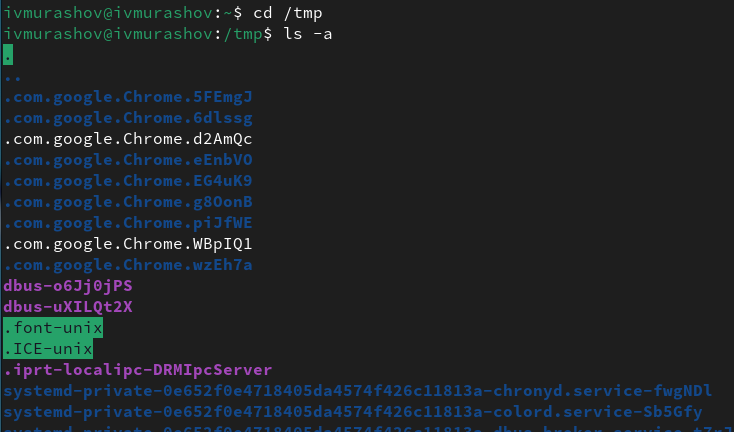 ivmurashov@ivmurashov:~$ cd /tmp
ivmurashov@ivmurashov:/tmp$ ls -a
.
..
.com.google.Chrome.5FEmgJ
.com.google.Chrome.6dlssg
.com.google.Chrome.d2AmQc
.com.google.Chrome.eEnbVO
.com.google.Chrome.EG4uK9
.com.google.Chrome.g8OonB
.com.google.Chrome.piJfWE
.com.google.Chrome.WBpIQ1
.com.google.Chrome.wzEh7a
dbus-o6Jj0jPS
dbus-uXILQt2X
.font-unix
.ICE-unix
.iprt-localipc-DRMIpcServer
systemd-private-0e652f0e4718405da4574f426c11813a-chronyd.service-fwgNDl
systemd-private-0e652f0e4718405da4574f426c11813a-colord.service-Sb5Gfy